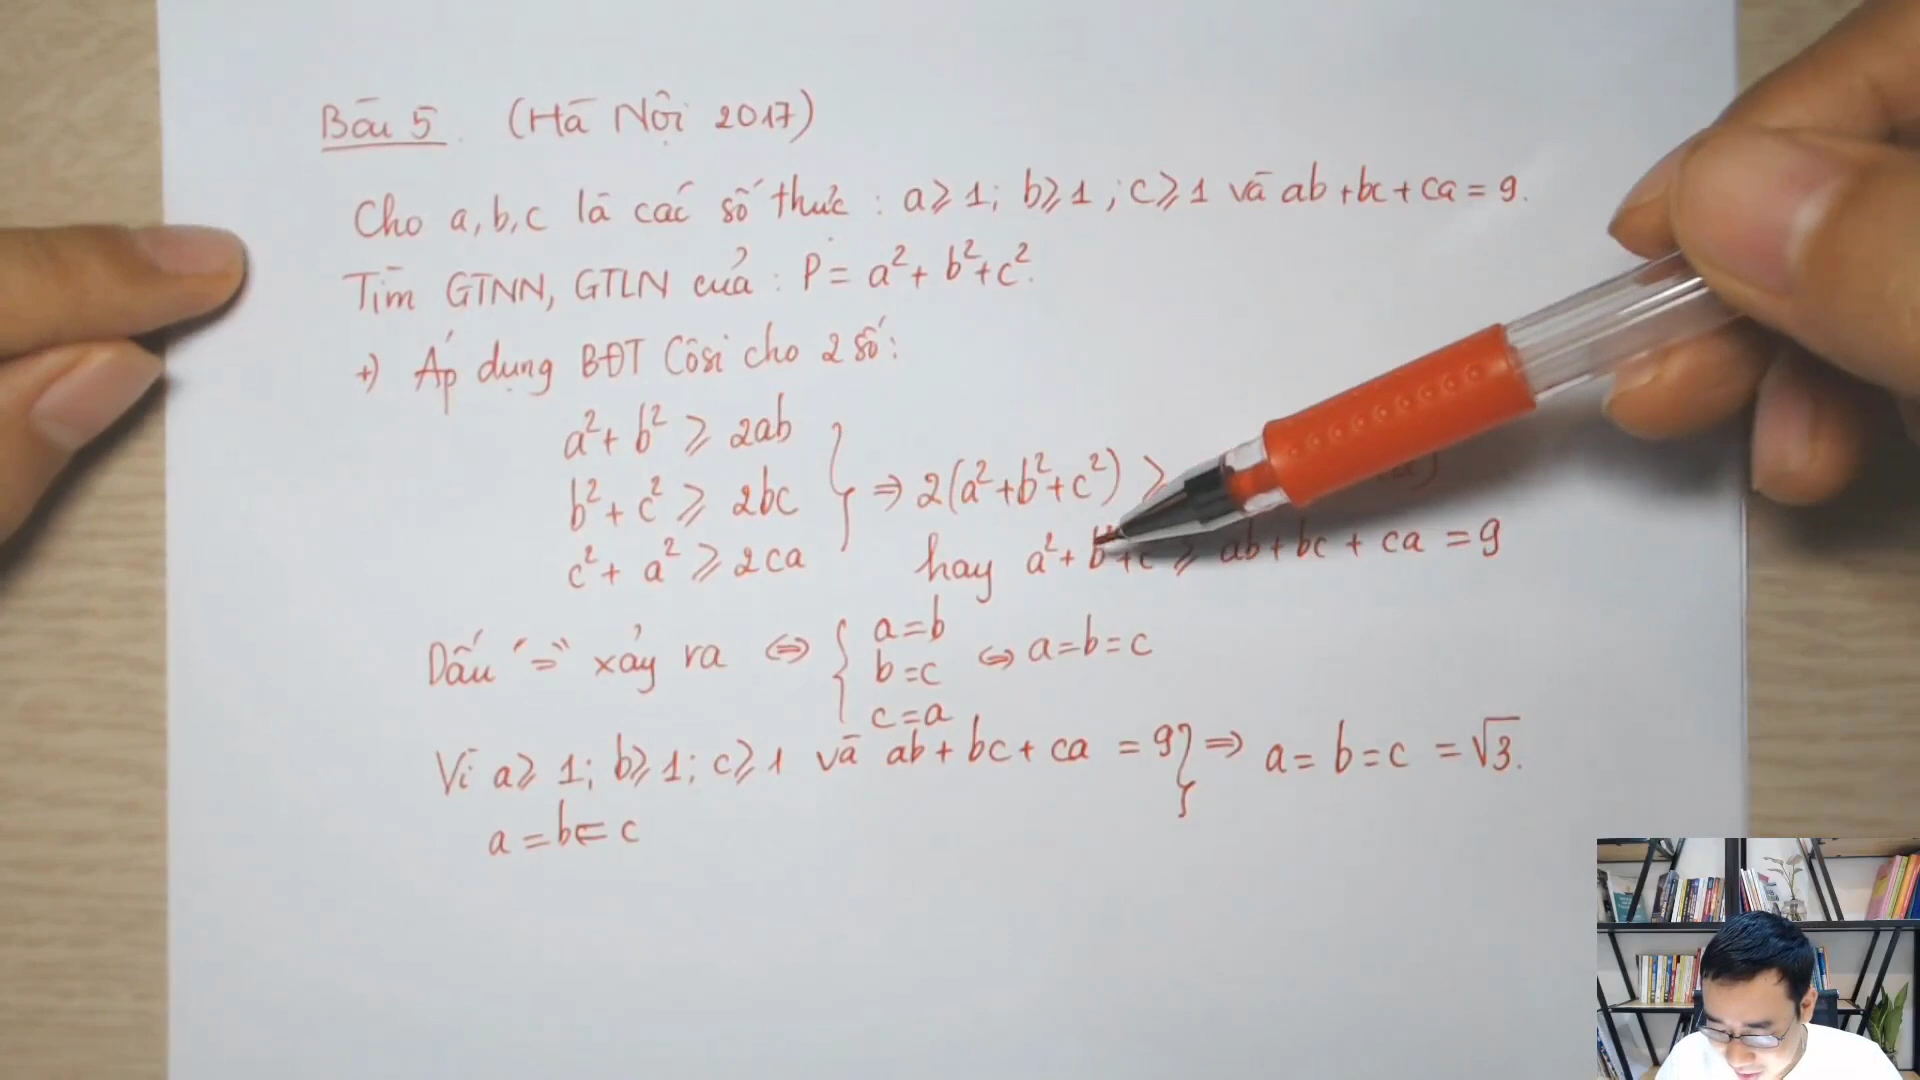 Bài 5. (Hà Nội 2017)
Cho a, b, c là các số thực : a ⩾ 1; b ⩾ 1; c ⩾ 1 và ab + bc + ca = 9.
Tìm GTNN, GTLN của : P = a² + b² + c².
+) Áp dụng BĐT Côsi cho 2 số:
a² + b² ⩾ 2ab
b² + c² ⩾ 2bc } ⇒ 2(a² + b² + c²) ⩾
c² + a² ⩾ 2ca hay a² + b² + c ⩾ ab + bc + ca = 9
Dấu "=" xảy ra ⇔ { a = b
b = c ⇔ a = b = c
c = a
Vì a ⩾ 1; b ⩾ 1; c ⩾ 1 và ab + bc + ca = 9 } ⇒ a = b = c = √3.
a = b = c